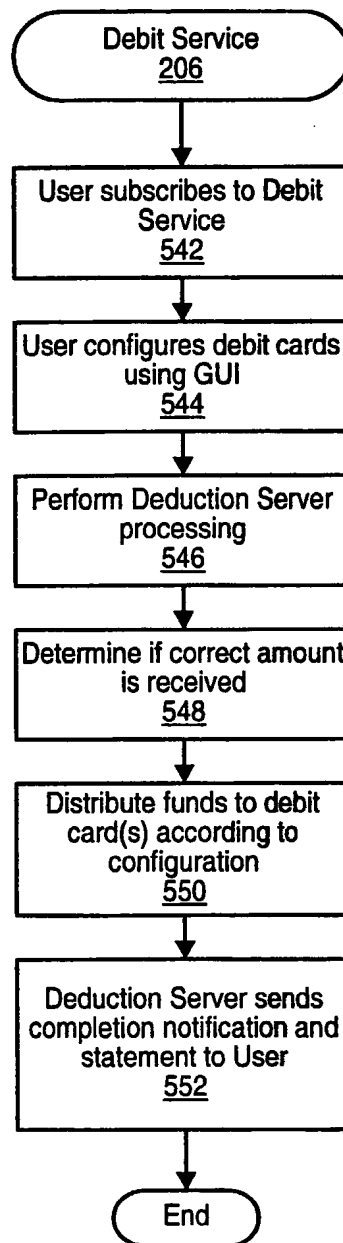 Debit Service
206
User subscribes to Debit
Service
542
User configures debit cards
using GUI
544
Perform Deduction Server
processing
546
Determine if correct amount
is received
548
Distribute funds to debit
card(s) according to
configuration
550
Deduction Server sends
completion notification and
statement to User
552
End